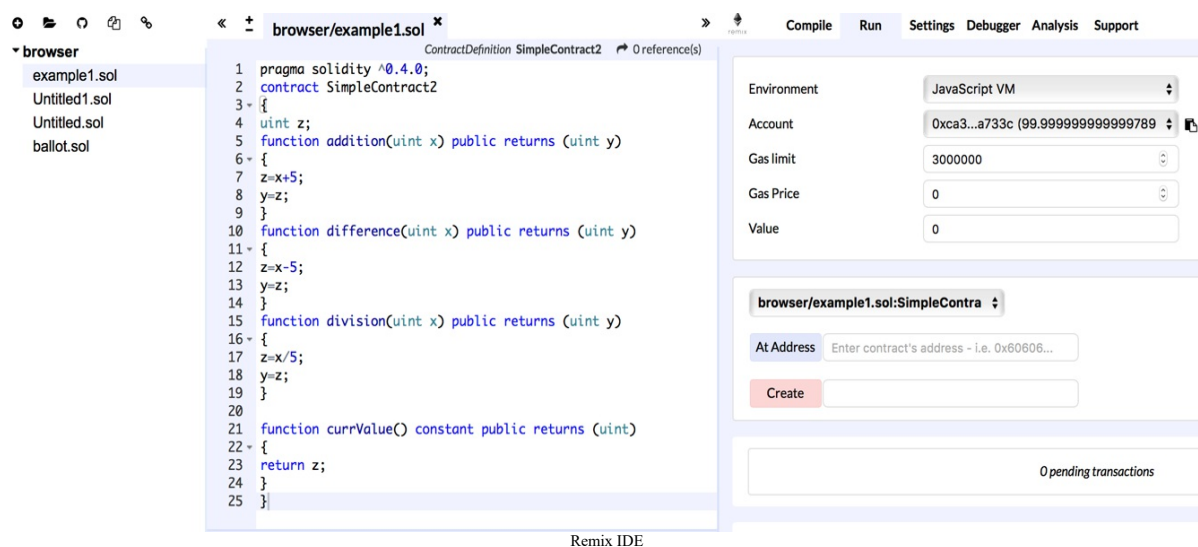 browser
example1.sol
Untitled1.sol
Untitled.sol
ballot.sol
browser/example1.sol
ContractDefinition SimpleContract2 0 reference(s)
1 pragma solidity ^0.4.0;
2 contract SimpleContract2
3 {
4 uint z;
5 function addition(uint x) public returns (uint y)
6 {
7 z=x+5;
8 y=z;
9 }
10 function difference(uint x) public returns (uint y)
11 {
12 z=x-5;
13 y=z;
14 }
15 function division(uint x) public returns (uint y)
16 {
17 z=x/5;
18 y=z;
19 }
20
21 function currValue() constant public returns (uint)
22 {
23 return z;
24 }
25 }
remix
Compile Run Settings Debugger Analysis Support
Environment JavaScript VM
Account 0xca3...a733c (99.999999999999789
Gas limit 3000000
Gas Price 0
Value 0
browser/example1.sol:SimpleContra
At Address Enter contract's address - i.e. 0x60606...
Create
0 pending transactions
Remix IDE